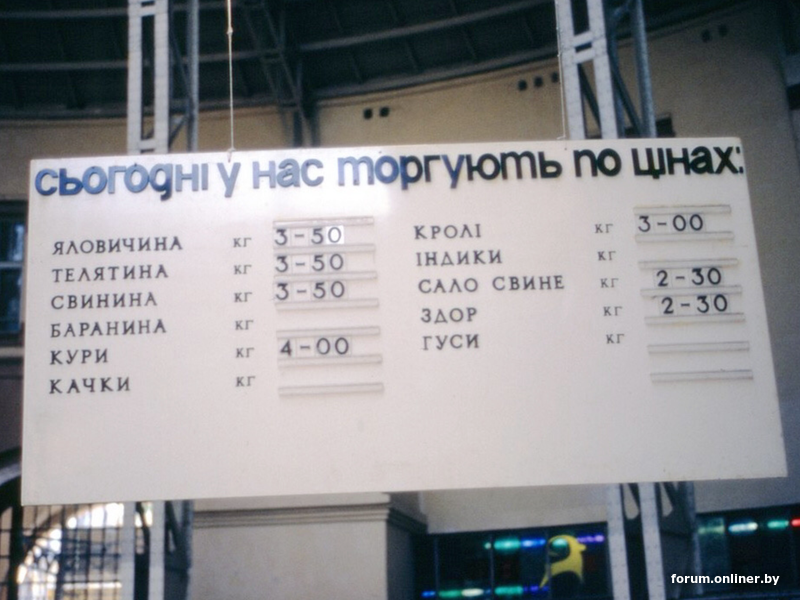 сьогодні у нас торгують по цінах:
ЯЛОВИЧИНА кг 3-50
ТЕЛЯТИНА кг 3-50
СВИНИНА кг 3-50
БАРАНИНА кг
КУРИ кг 4-00
КАЧКИ кг
КРОЛІ кг 3-00
ІНДИКИ кг
САЛО СВИНЕ кг 2-30
ЗДОР кг 2-30
ГУСИ кг
forum.onliner.by